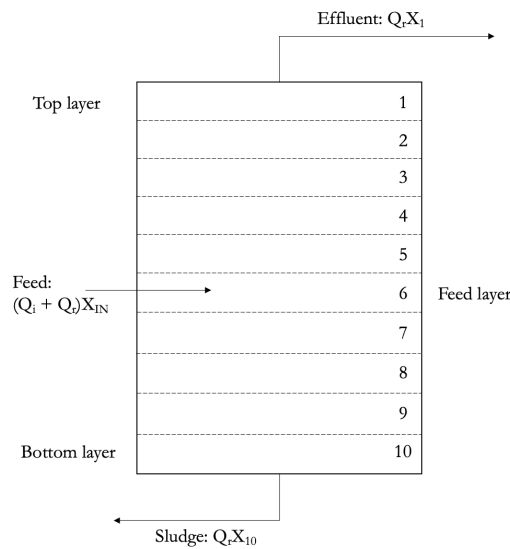 Effluent: QᵣX₁
Top layer
1
2
3
4
5
Feed:
(Qᵢ + Qᵣ)X_IN
6
Feed layer
7
8
9
Bottom layer
10
Sludge: QᵣX₁₀